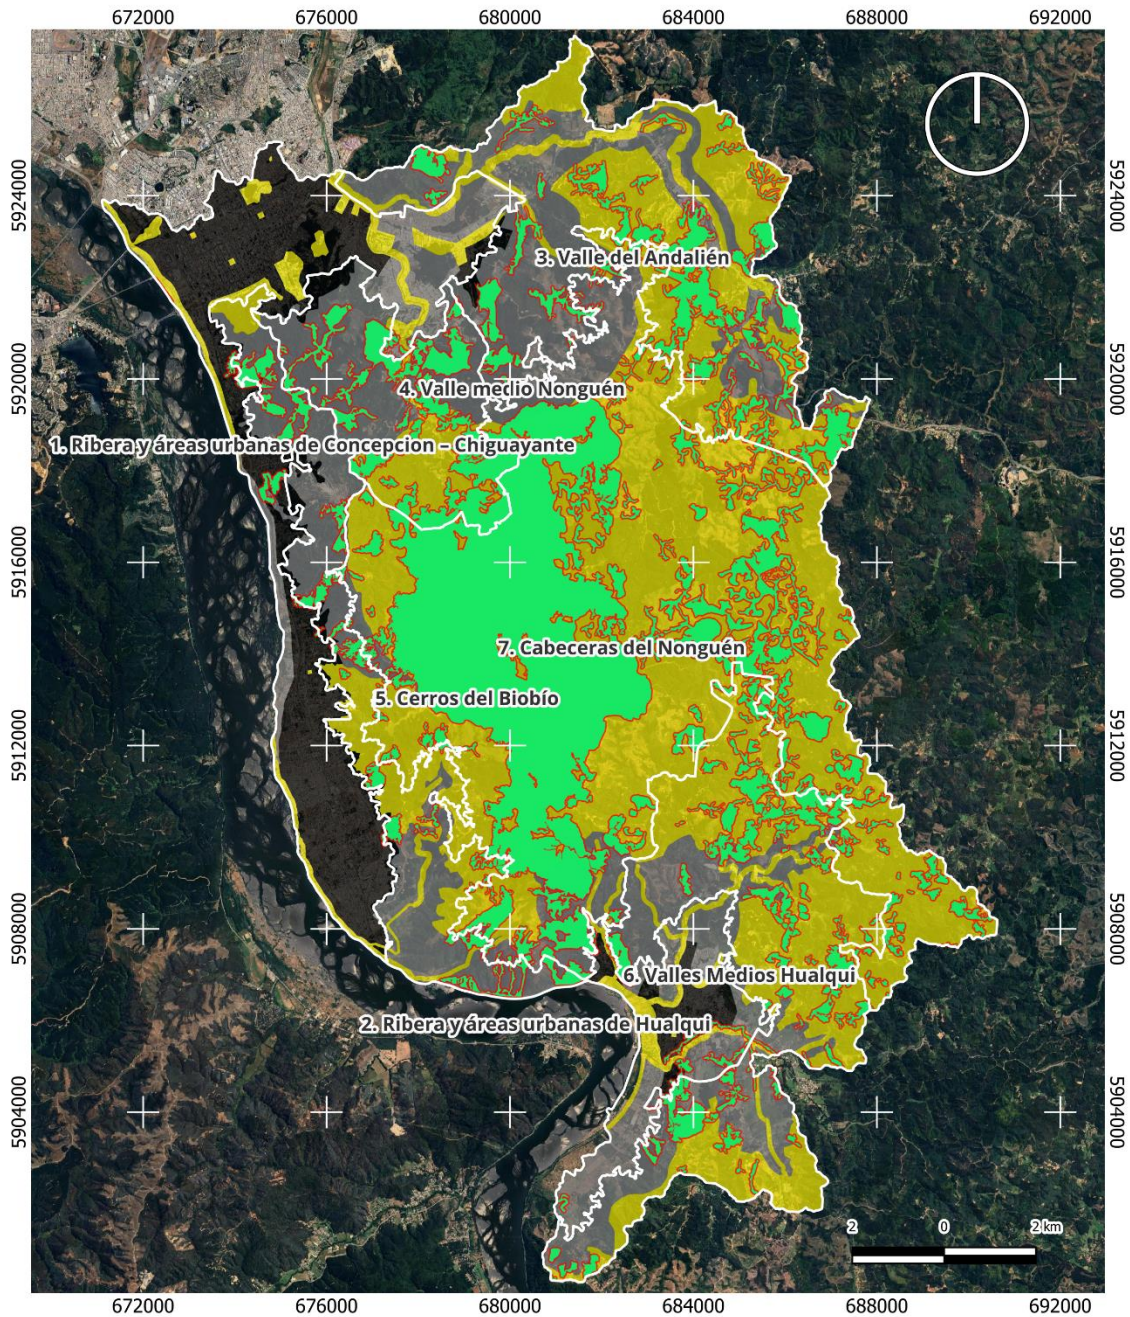 672000 676000 680000 684000 688000 692000
5924000 5924000
3. Valle del Andalién
5920000 5920000
4. Valle medio Nonguén
1. Ribera y áreas urbanas de Concepcion - Chiguayante
5916000 5916000
7. Cabeceras del Nonguén
5. Cerros del Biobío
5912000 5912000
5908000 5908000
6. Valles Medios Hualqui
2. Ribera y áreas urbanas de Hualqui
5904000 5904000
2 0 2 km
672000 676000 680000 684000 688000 692000